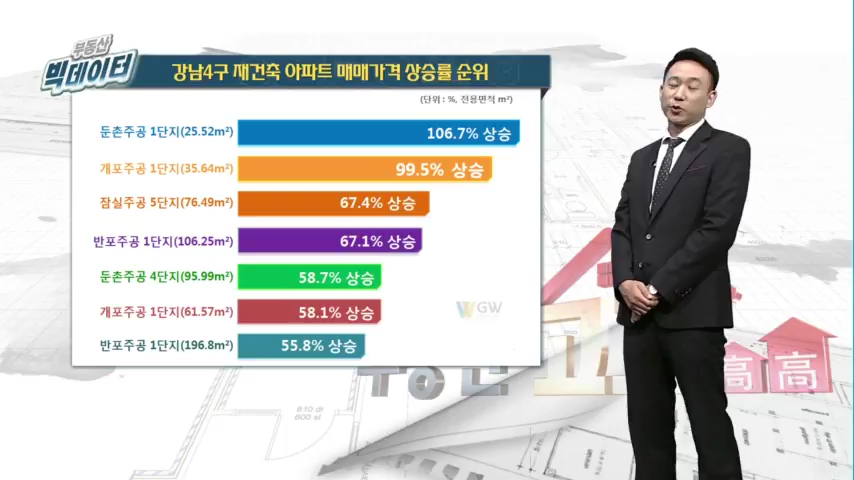 부동산
빅데이터
강남4구 재건축 아파트 매매가격 상승률 순위
(단위 : %, 전용면적 m²)
둔촌주공 1단지(25.52m²) 106.7% 상승
개포주공 1단지(35.64m²) 99.5% 상승
잠실주공 5단지(76.49m²) 67.4% 상승
반포주공 1단지(106.25m²) 67.1% 상승
둔촌주공 4단지(95.99m²) 58.7% 상승
개포주공 1단지(61.57m²) 58.1% 상승
반포주공 1단지(196.8m²) 55.8% 상승
WGW
高 高